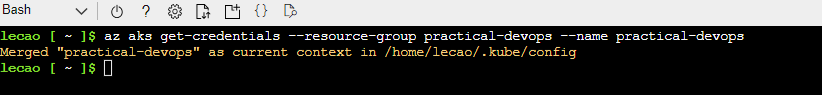 Bash
lecao [ ~ ]$ az aks get-credentials --resource-group practical-devops --name practical-devops
Merged "practical-devops" as current context in /home/lecao/.kube/config
lecao [ ~ ]$